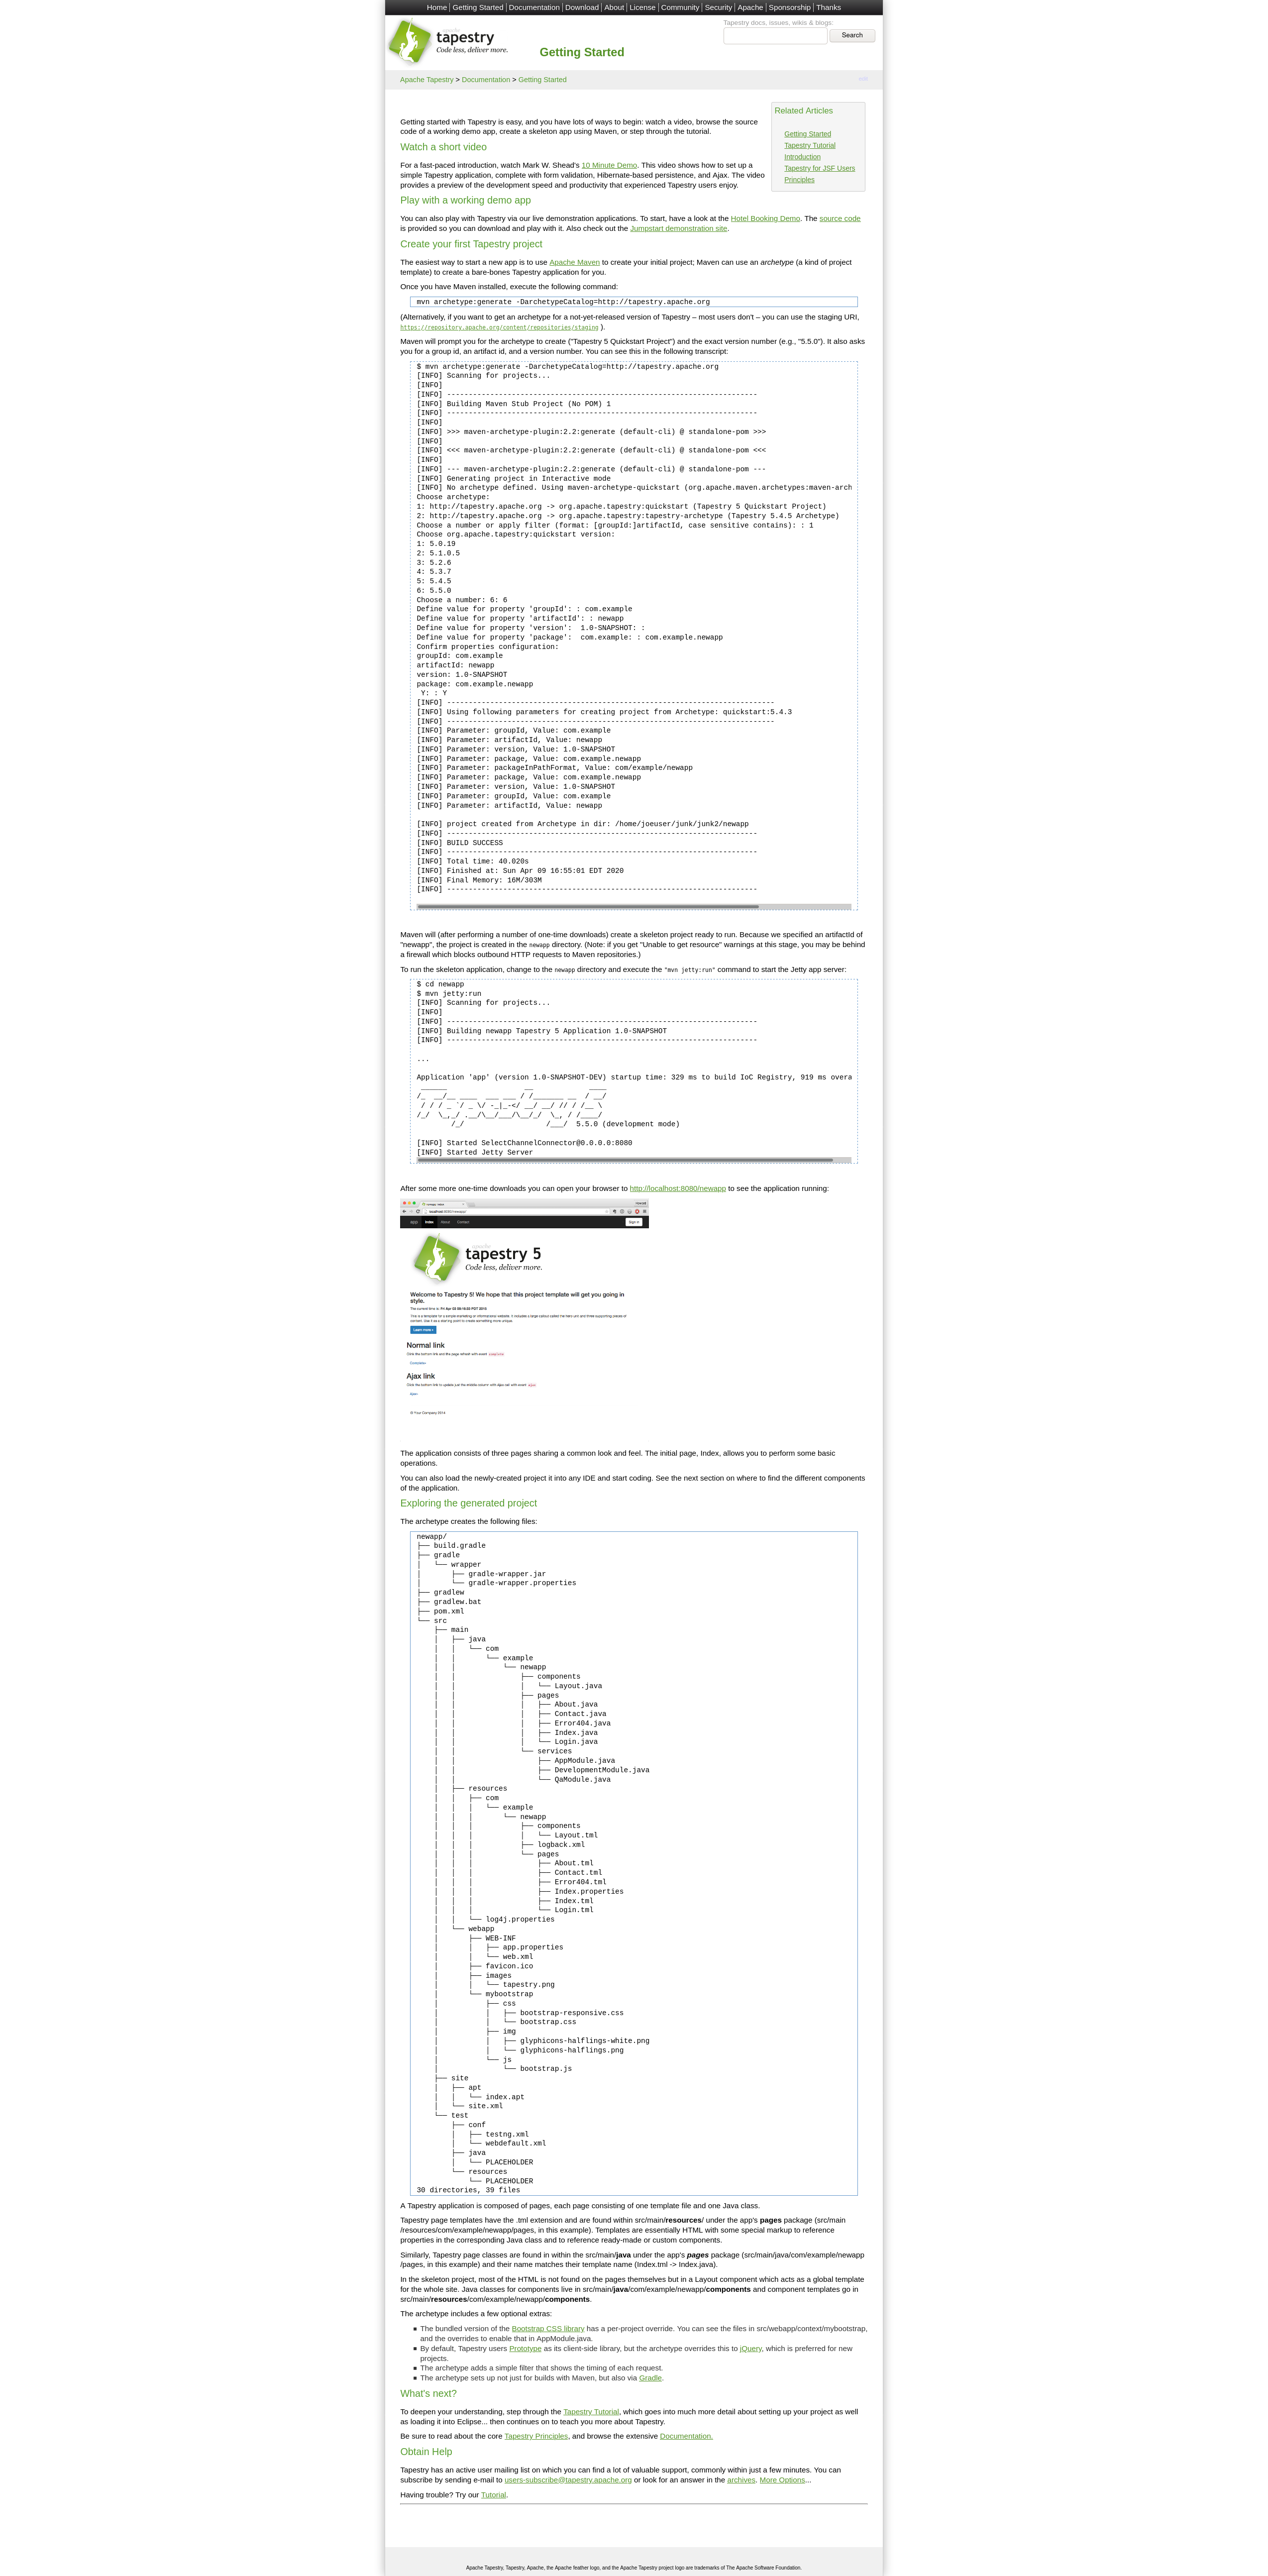 Home Getting Started Documentation Download About License Community Security Apache Sponsorship Thanks
tapestry
Code less, deliver more.
Getting Started
Tapestry docs, issues, wikis & blogs:
Search
Apache Tapestry > Documentation > Getting Started
Related Articles
Getting Started
Tapestry Tutorial
Introduction
Tapestry for JSF Users
Principles
Getting started with Tapestry is easy, and you have lots of ways to begin: watch a video, browse the source
code of a working demo app, create a skeleton app using Maven, or step through the tutorial.
Watch a short video
For a fast-paced introduction, watch Mark W. Shead's 10 Minute Demo. This video shows how to set up a
simple Tapestry application, complete with form validation, Hibernate-based persistence, and Ajax. The video
provides a preview of the development speed and productivity that experienced Tapestry users enjoy.
Play with a working demo app
You can also play with Tapestry via our live demonstration applications. To start, have a look at the Hotel Booking Demo. The source code
is provided so you can download and play with it. Also check out the Jumpstart demonstration site.
Create your first Tapestry project
The easiest way to start a new app is to use Apache Maven to create your initial project; Maven can use an archetype (a kind of project
template) to create a bare-bones Tapestry application for you.
Once you have Maven installed, execute the following command:
mvn archetype:generate -DarchetypeCatalog=http://tapestry.apache.org
(Alternatively, if you want to get an archetype for a not-yet-released version of Tapestry – most users don't – you can use the staging URI,
https://repository.apache.org/content/repositories/staging ).
Maven will prompt you for the archetype to create ("Tapestry 5 Quickstart Project") and the exact version number (e.g., "5.5.0"). It also asks
you for a group id, an artifact id, and a version number. You can see this in the following transcript:
$ mvn archetype:generate -DarchetypeCatalog=http://tapestry.apache.org
[INFO] Scanning for projects...
[INFO]
[INFO] ------------------------------------------------------------------------
[INFO] Building Maven Stub Project (No POM) 1
[INFO] ------------------------------------------------------------------------
[INFO]
[INFO] >>> maven-archetype-plugin:2.2:generate (default-cli) @ standalone-pom >>>
[INFO]
[INFO] <<< maven-archetype-plugin:2.2:generate (default-cli) @ standalone-pom <<<
[INFO]
[INFO] --- maven-archetype-plugin:2.2:generate (default-cli) @ standalone-pom ---
[INFO] Generating project in Interactive mode
[INFO] No archetype defined. Using maven-archetype-quickstart (org.apache.maven.archetypes:maven-arch
Choose archetype:
1: http://tapestry.apache.org -> org.apache.tapestry:quickstart (Tapestry 5 Quickstart Project)
2: http://tapestry.apache.org -> org.apache.tapestry:tapestry-archetype (Tapestry 5.4.5 Archetype)
Choose a number or apply filter (format: [groupId:]artifactId, case sensitive contains): : 1
Choose org.apache.tapestry:quickstart version:
1: 5.0.19
2: 5.1.0.5
3: 5.2.6
4: 5.3.7
5: 5.4.5
6: 5.5.0
Choose a number: 6: 6
Define value for property 'groupId': : com.example
Define value for property 'artifactId': : newapp
Define value for property 'version':  1.0-SNAPSHOT: :
Define value for property 'package':  com.example: : com.example.newapp
Confirm properties configuration:
groupId: com.example
artifactId: newapp
version: 1.0-SNAPSHOT
package: com.example.newapp
 Y: : Y
[INFO] ----------------------------------------------------------------------------
[INFO] Using following parameters for creating project from Archetype: quickstart:5.4.3
[INFO] ----------------------------------------------------------------------------
[INFO] Parameter: groupId, Value: com.example
[INFO] Parameter: artifactId, Value: newapp
[INFO] Parameter: version, Value: 1.0-SNAPSHOT
[INFO] Parameter: package, Value: com.example.newapp
[INFO] Parameter: packageInPathFormat, Value: com/example/newapp
[INFO] Parameter: package, Value: com.example.newapp
[INFO] Parameter: version, Value: 1.0-SNAPSHOT
[INFO] Parameter: groupId, Value: com.example
[INFO] Parameter: artifactId, Value: newapp
[INFO] project created from Archetype in dir: /home/joeuser/junk/junk2/newapp
[INFO] ------------------------------------------------------------------------
[INFO] BUILD SUCCESS
[INFO] ------------------------------------------------------------------------
[INFO] Total time: 40.020s
[INFO] Finished at: Sun Apr 09 16:55:01 EDT 2020
[INFO] Final Memory: 16M/303M
[INFO] ------------------------------------------------------------------------
Maven will (after performing a number of one-time downloads) create a skeleton project ready to run. Because we specified an artifactId of
"newapp", the project is created in the newapp directory. (Note: if you get "Unable to get resource" warnings at this stage, you may be behind
a firewall which blocks outbound HTTP requests to Maven repositories.)
To run the skeleton application, change to the newapp directory and execute the "mvn jetty:run" command to start the Jetty app server:
$ cd newapp
$ mvn jetty:run
[INFO] Scanning for projects...
[INFO]
[INFO] ------------------------------------------------------------------------
[INFO] Building newapp Tapestry 5 Application 1.0-SNAPSHOT
[INFO] ------------------------------------------------------------------------
...
Application 'app' (version 1.0-SNAPSHOT-DEV) startup time: 329 ms to build IoC Registry, 919 ms overa
 ______                  __             ____
/_  __/__ ____  ___ ___ / /_______ __  / __/
 / / / _ `/ _ \/ -_|_-</ __/ __/ // / /__ \
/_/  \_,_/ .__/\__/___/\__/_/  \_, / /____/
        /_/                   /___/  5.5.0 (development mode)
[INFO] Started SelectChannelConnector@0.0.0.0:8080
[INFO] Started Jetty Server
After some more one-time downloads you can open your browser to http://localhost:8080/newapp to see the application running:
tapestry 5
Code less, deliver more.
Welcome to Tapestry 5! We hope that this project template will get you going in
style.
Normal link
Ajax link
The application consists of three pages sharing a common look and feel. The initial page, Index, allows you to perform some basic
operations.
You can also load the newly-created project it into any IDE and start coding. See the next section on where to find the different components
of the application.
Exploring the generated project
The archetype creates the following files:
newapp/
├── build.gradle
├── gradle
│   └── wrapper
│       ├── gradle-wrapper.jar
│       └── gradle-wrapper.properties
├── gradlew
├── gradlew.bat
├── pom.xml
└── src
    ├── main
    │   ├── java
    │   │   └── com
    │   │       └── example
    │   │           └── newapp
    │   │               ├── components
    │   │               │   └── Layout.java
    │   │               ├── pages
    │   │               │   ├── About.java
    │   │               │   ├── Contact.java
    │   │               │   ├── Error404.java
    │   │               │   ├── Index.java
    │   │               │   └── Login.java
    │   │               └── services
    │   │                   ├── AppModule.java
    │   │                   ├── DevelopmentModule.java
    │   │                   └── QaModule.java
    │   ├── resources
    │   │   ├── com
    │   │   │   └── example
    │   │   │       └── newapp
    │   │   │           ├── components
    │   │   │           │   └── Layout.tml
    │   │   │           ├── logback.xml
    │   │   │           └── pages
    │   │   │               ├── About.tml
    │   │   │               ├── Contact.tml
    │   │   │               ├── Error404.tml
    │   │   │               ├── Index.properties
    │   │   │               ├── Index.tml
    │   │   │               └── Login.tml
    │   │   └── log4j.properties
    │   └── webapp
    │       ├── WEB-INF
    │       │   ├── app.properties
    │       │   └── web.xml
    │       ├── favicon.ico
    │       ├── images
    │       │   └── tapestry.png
    │       └── mybootstrap
    │           ├── css
    │           │   ├── bootstrap-responsive.css
    │           │   └── bootstrap.css
    │           ├── img
    │           │   ├── glyphicons-halflings-white.png
    │           │   └── glyphicons-halflings.png
    │           └── js
    │               └── bootstrap.js
    ├── site
    │   ├── apt
    │   │   └── index.apt
    │   └── site.xml
    └── test
        ├── conf
        │   ├── testng.xml
        │   └── webdefault.xml
        ├── java
        │   └── PLACEHOLDER
        └── resources
            └── PLACEHOLDER
30 directories, 39 files
A Tapestry application is composed of pages, each page consisting of one template file and one Java class.
Tapestry page templates have the .tml extension and are found within src/main/resources/ under the app's pages package (src/main
/resources/com/example/newapp/pages, in this example). Templates are essentially HTML with some special markup to reference
properties in the corresponding Java class and to reference ready-made or custom components.
Similarly, Tapestry page classes are found in within the src/main/java under the app's pages package (src/main/java/com/example/newapp
/pages, in this example) and their name matches their template name (Index.tml -> Index.java).
In the skeleton project, most of the HTML is not found on the pages themselves but in a Layout component which acts as a global template
for the whole site. Java classes for components live in src/main/java/com/example/newapp/components and component templates go in
src/main/resources/com/example/newapp/components.
The archetype includes a few optional extras:
The bundled version of the Bootstrap CSS library has a per-project override. You can see the files in src/webapp/context/mybootstrap,
and the overrides to enable that in AppModule.java.
By default, Tapestry users Prototype as its client-side library, but the archetype overrides this to jQuery, which is preferred for new
projects.
The archetype adds a simple filter that shows the timing of each request.
The archetype sets up not just for builds with Maven, but also via Gradle.
What's next?
To deepen your understanding, step through the Tapestry Tutorial, which goes into much more detail about setting up your project as well
as loading it into Eclipse... then continues on to teach you more about Tapestry.
Be sure to read about the core Tapestry Principles, and browse the extensive Documentation.
Obtain Help
Tapestry has an active user mailing list on which you can find a lot of valuable support, commonly within just a few minutes. You can
subscribe by sending e-mail to users-subscribe@tapestry.apache.org or look for an answer in the archives. More Options...
Having trouble? Try our Tutorial.
Apache Tapestry, Tapestry, Apache, the Apache feather logo, and the Apache Tapestry project logo are trademarks of The Apache Software Foundation.